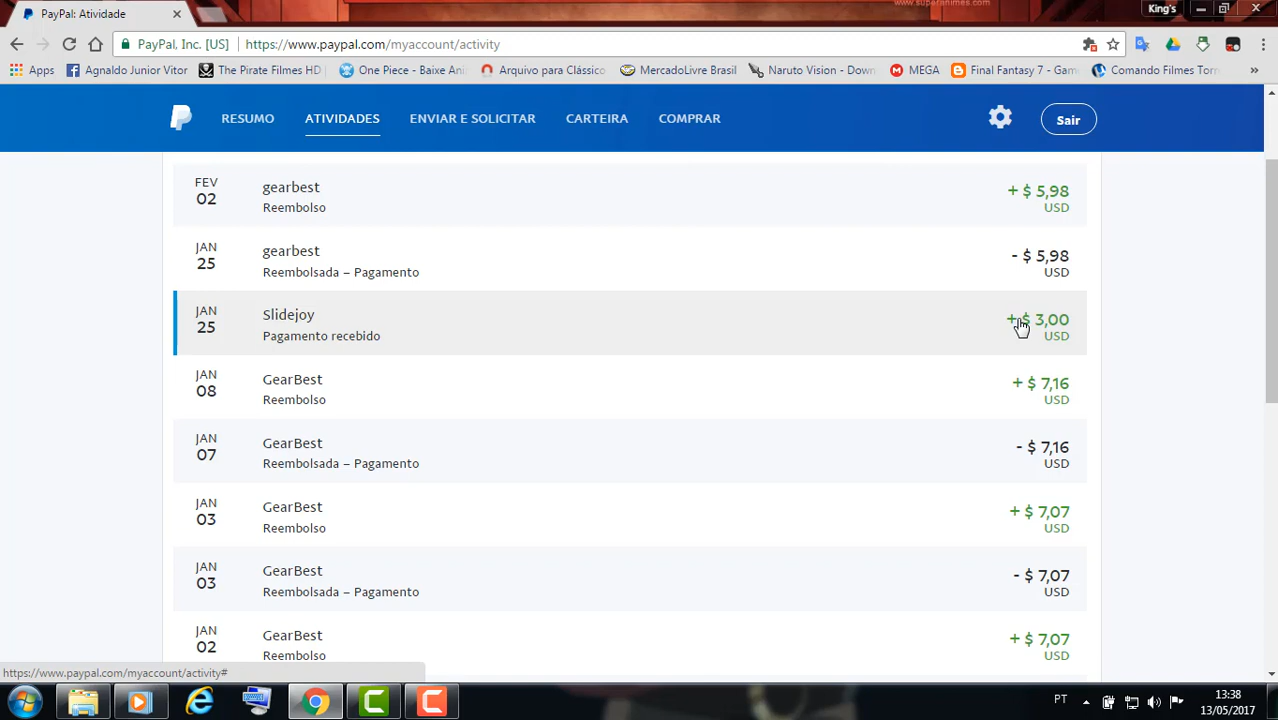 www.superanimes.com
PayPal: Atividade
King's
PayPal, Inc. [US] https://www.paypal.com/myaccount/activity
Apps Agnaldo Junior Vitor The Pirate Filmes HD One Piece - Baixe Ani Arquivo para Clássico MercadoLivre Brasil Naruto Vision - Down MEGA Final Fantasy 7 - Gam Comando Filmes Torr
RESUMO ATIVIDADES ENVIAR E SOLICITAR CARTEIRA COMPRAR Sair
FEV
02
gearbest
Reembolso
+ $ 5,98
USD
JAN
25
gearbest
Reembolsada – Pagamento
- $ 5,98
USD
JAN
25
Slidejoy
Pagamento recebido
+ $ 3,00
USD
JAN
08
GearBest
Reembolso
+ $ 7,16
USD
JAN
07
GearBest
Reembolsada – Pagamento
- $ 7,16
USD
JAN
03
GearBest
Reembolso
+ $ 7,07
USD
JAN
03
GearBest
Reembolsada – Pagamento
- $ 7,07
USD
JAN
02
GearBest
Reembolso
+ $ 7,07
USD
https://www.paypal.com/myaccount/activity#
PT
13:38
13/05/2017